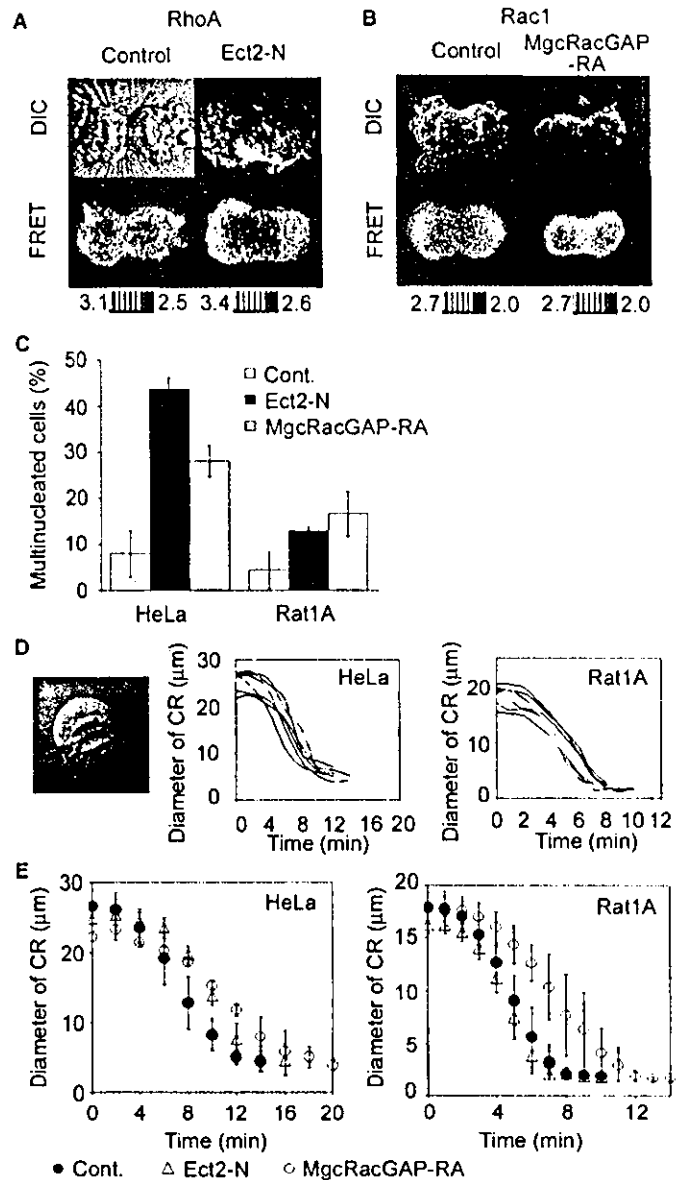 A
RhoA
Control Ect2-N
DIC
FRET
3.1 2.5 3.4 2.6
B
Rac1
Control MgcRacGAP
-RA
DIC
FRET
2.7 2.0 2.7 2.0
C
Multinucleated cells (%)
50
40
30
20
10
0
Cont.
Ect2-N
MgcRacGAP-RA
HeLa Rat1A
D
Diameter of CR (μm)
30
20
10
0
HeLa
0 4 8 12 16 20
Time (min)
Diameter of CR (μm)
20
15
10
5
0
Rat1A
0 2 4 6 8 10 12
Time (min)
E
Diameter of CR (μm)
30
20
10
0
HeLa
0 4 8 12 16 20
Time (min)
Diameter of CR (μm)
20
15
10
5
0
Rat1A
0 4 8 12
Time (min)
Cont. Ect2-N MgcRacGAP-RA